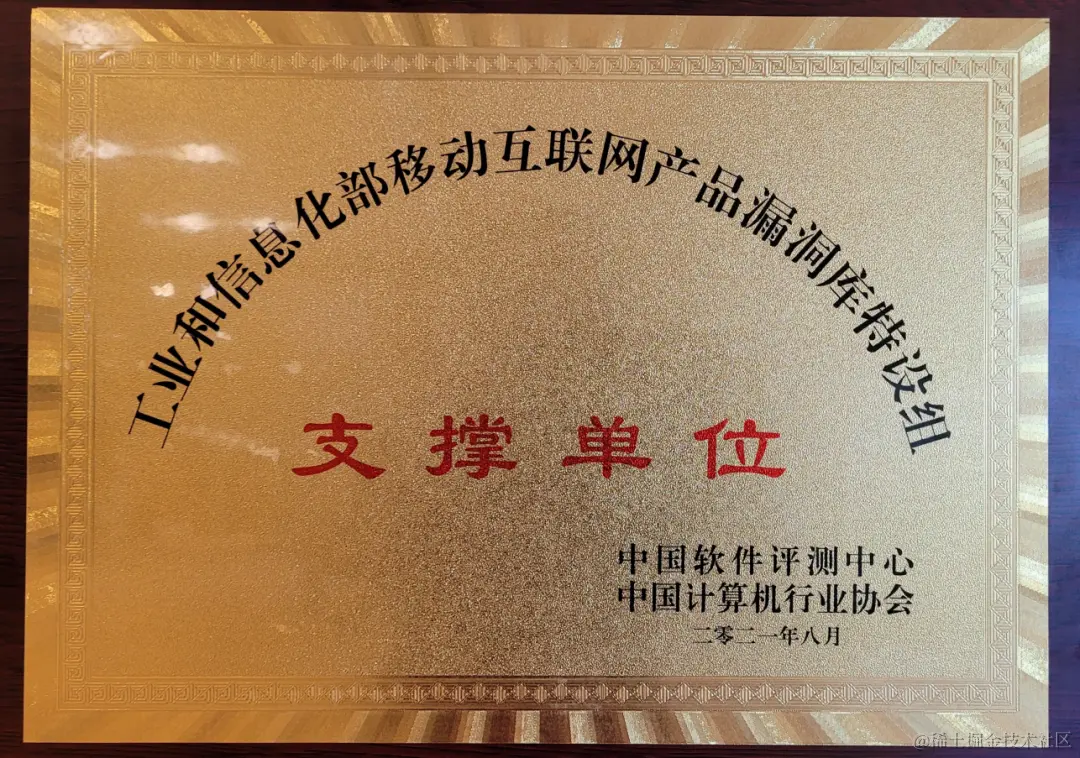 工业和信息化部移动互联网产品漏洞库特设组
支撑单位
中国软件评测中心
中国计算机行业协会
二零二一年八月
@稀土掘金技术社区